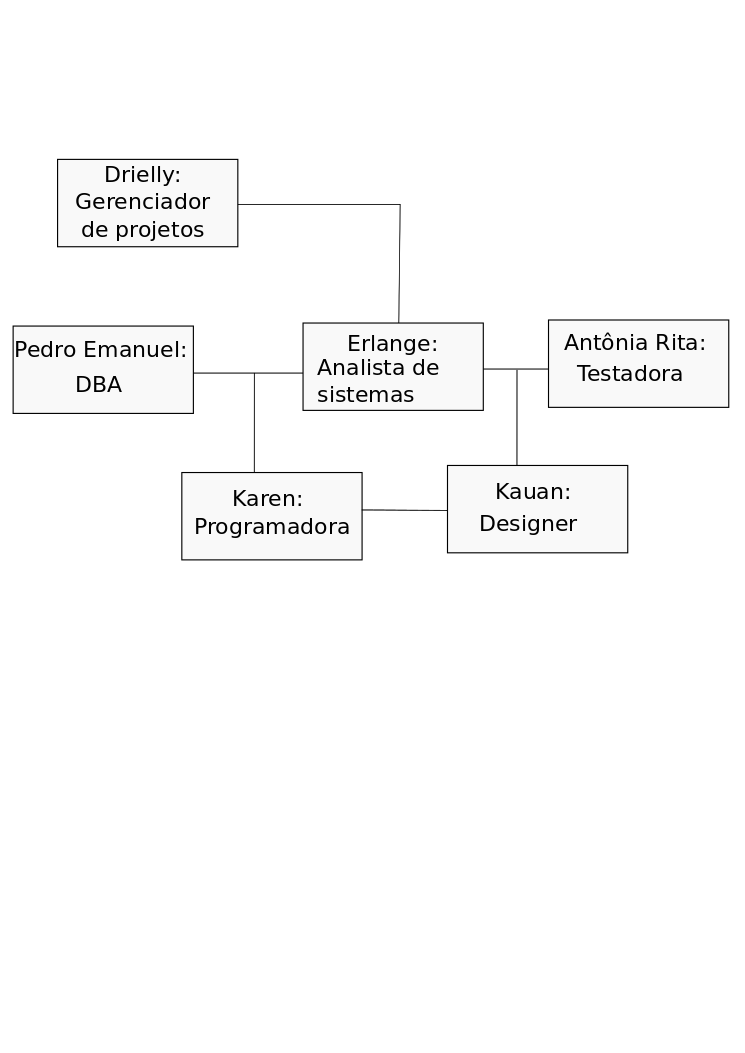 Drielly:
Gerenciador
de projetos
Pedro Emanuel:
DBA
Erlange:
Analista de
sistemas
Antônia Rita:
Testadora
Karen:
Programadora
Kauan:
Designer